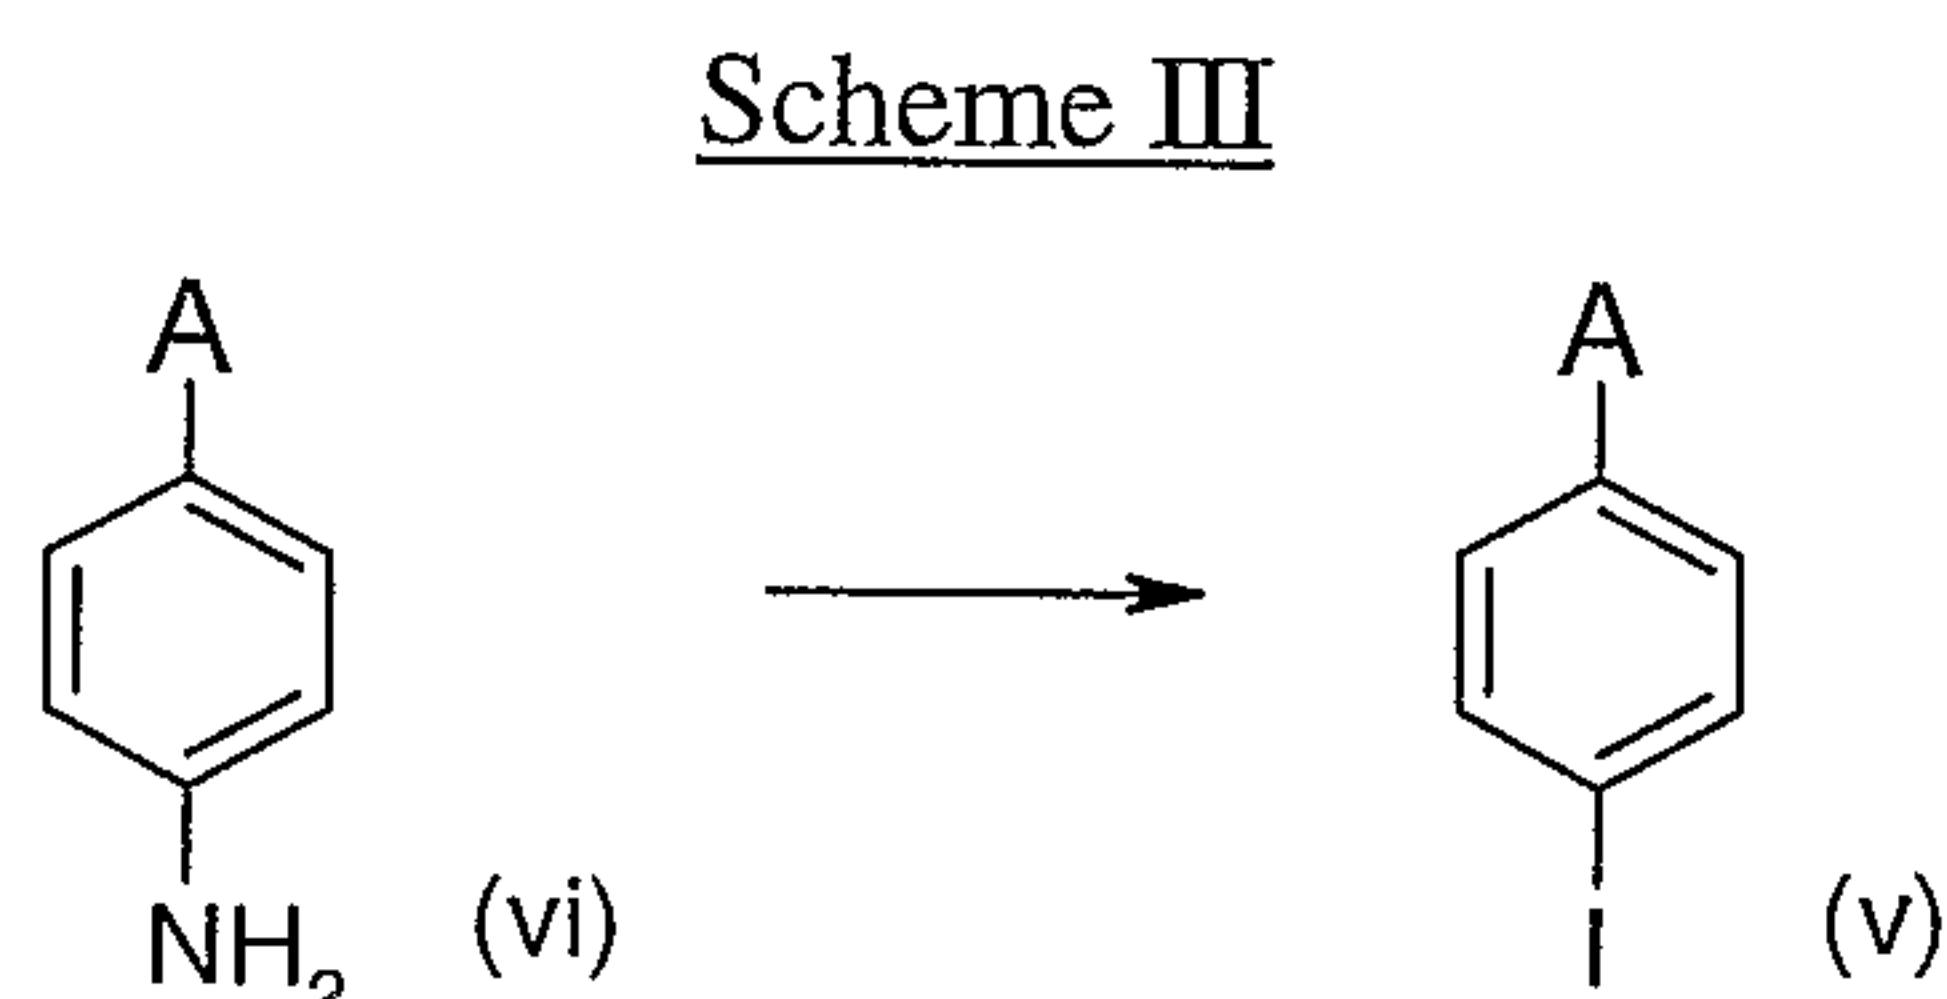 Scheme III
A
A
NH₂ (vi)
I (v)